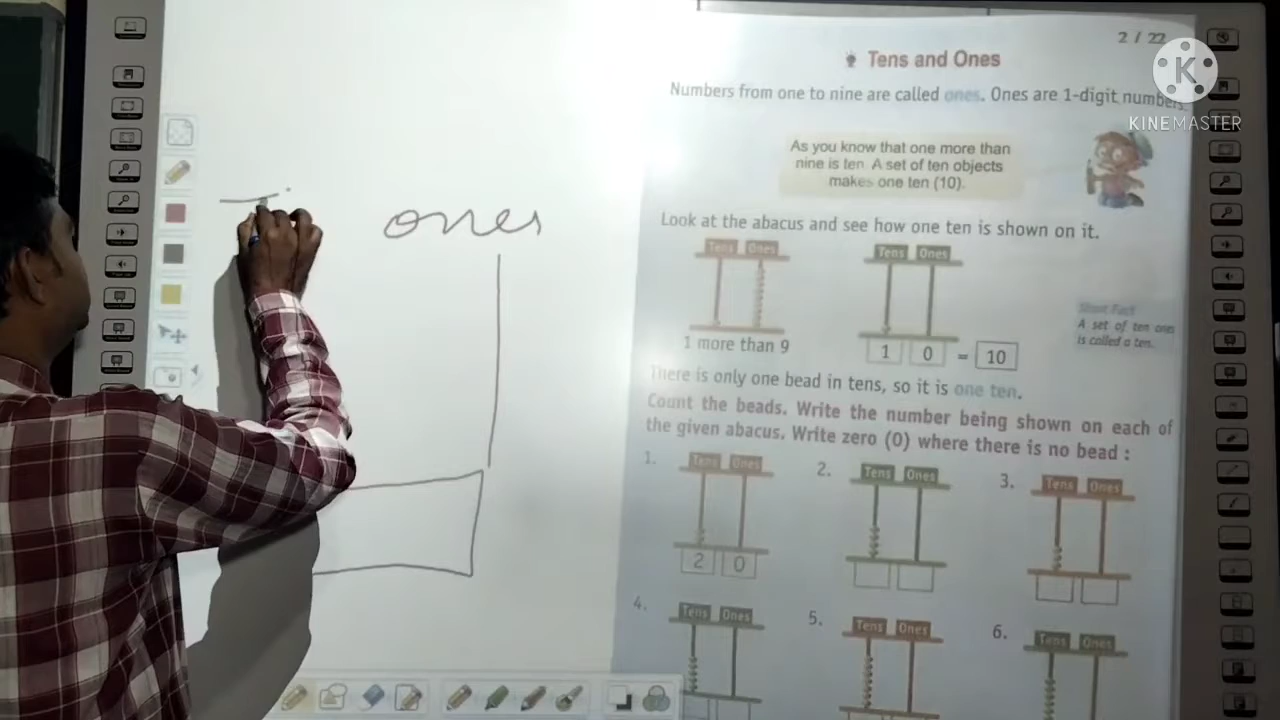 2 / 22
KINEMASTER
Tens and Ones
Numbers from one to nine are called ones. Ones are 1-digit numbers.
As you know that one more than
nine is ten. A set of ten objects
makes one ten (10).
Look at the abacus and see how one ten is shown on it.
T ones
Tens Ones Tens Ones
1 more than 9
1 0 = 10
Short Fact
A set of ten ones
is called a ten.
There is only one bead in tens, so it is one ten.
Count the beads. Write the number being shown on each of
the given abacus. Write zero (0) where there is no bead :
1. Tens Ones 2. Tens Ones 3. Tens Ones
2 0
4. Tens Ones 5. Tens Ones 6. Tens Ones